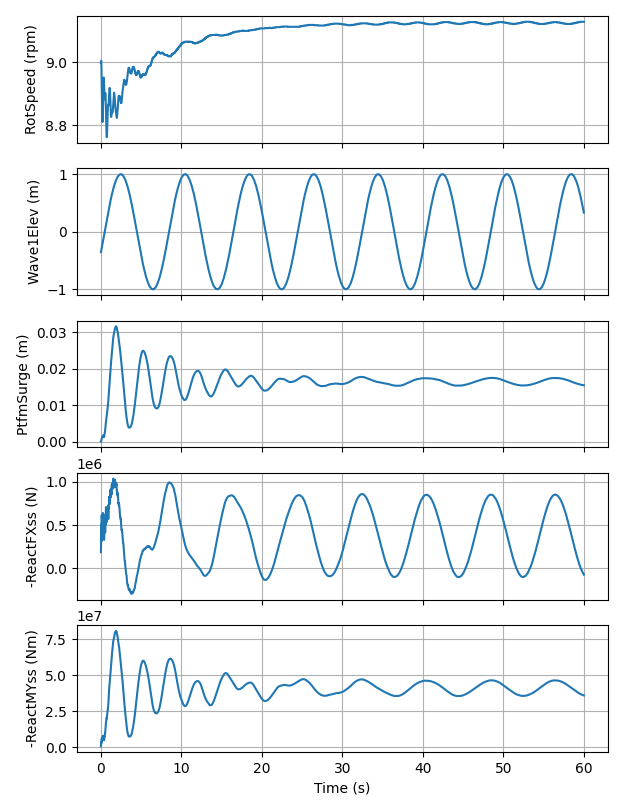 9.0
8.8
RotSpeed (rpm)
1
0
−1
Wave1Elev (m)
0.03
0.02
0.01
0.00
PtfmSurge (m)
1e6
1.0
0.5
0.0
-ReactFXss (N)
1e7
7.5
5.0
2.5
0.0
-ReactMYss (Nm)
0 10 20 30 40 50 60
Time (s)